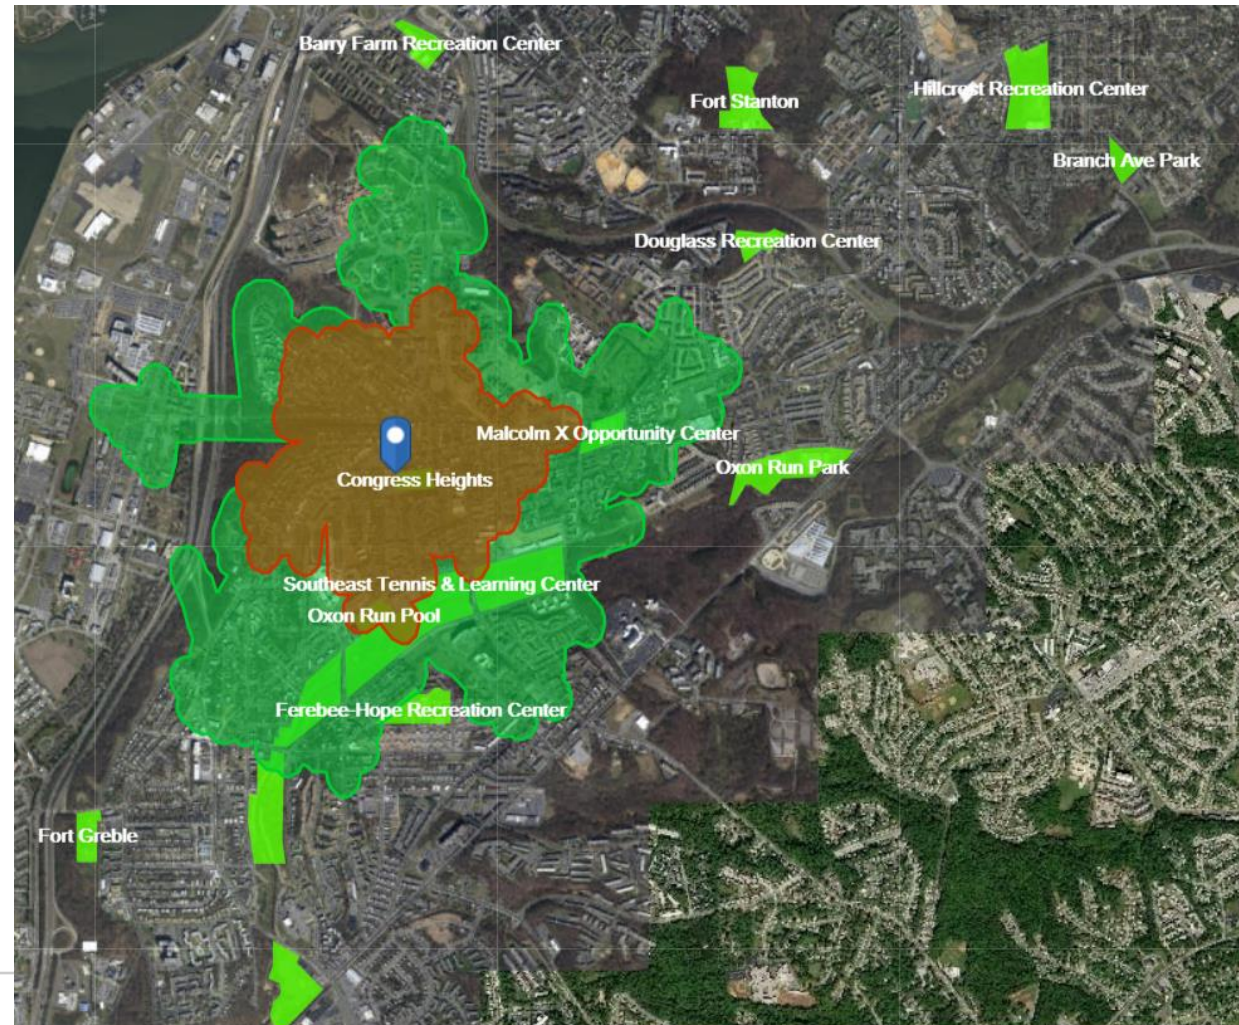 Barry Farm Recreation Center
Fort Stanton
Hillcrest Recreation Center
Branch Ave Park
Douglass Recreation Center
Malcolm X Opportunity Center
Oxon Run Park
Congress Heights
Southeast Tennis & Learning Center
Oxon Run Pool
Ferebee-Hope Recreation Center
Fort Greble